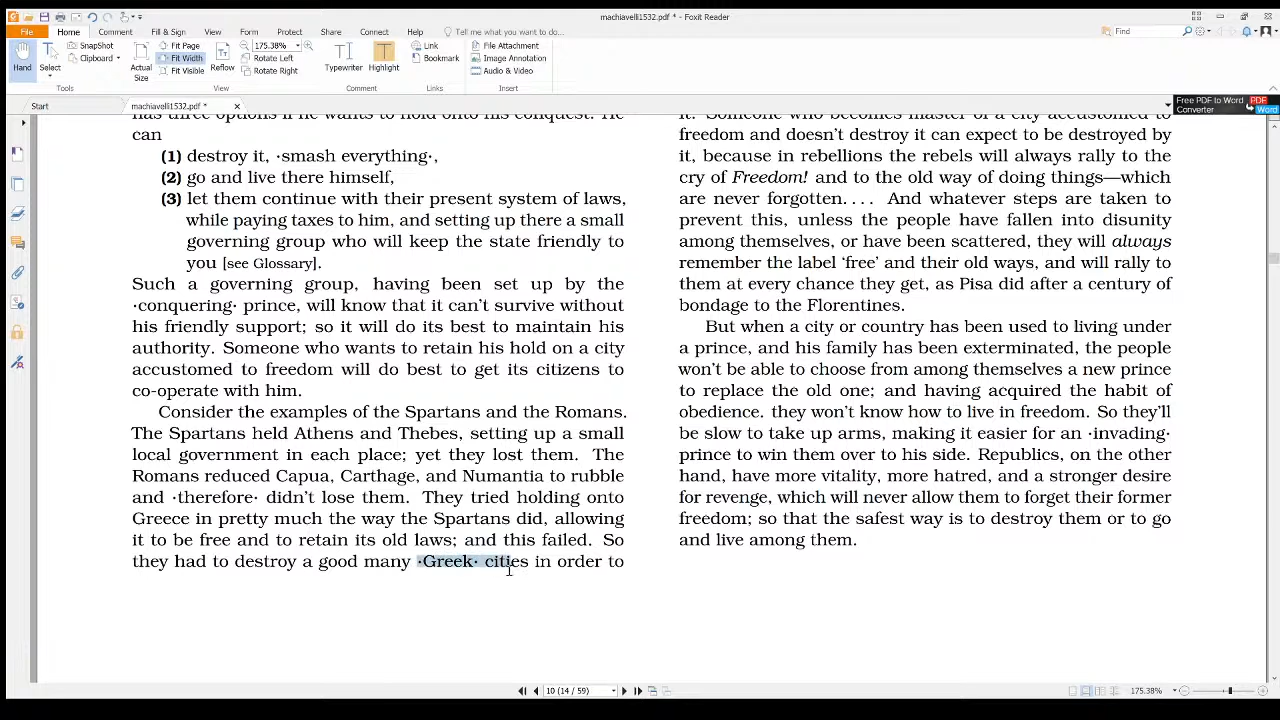 machiavelli1532.pdf * - Foxit Reader
File Home Comment Fill & Sign View Form Protect Share Connect Help Tell me what you want to do... Find
Hand
Select
SnapShot
Clipboard
Actual Size
Fit Page
Fit Width
Fit Visible
Reflow
175.38%
Rotate Left
Rotate Right
Typewriter
Highlight
Link
Bookmark
File Attachment
Image Annotation
Audio & Video
Tools View Comment Links Insert
Start machiavelli1532.pdf *
Free PDF to Word Converter
PDF Word
has three options if he wants to hold onto his conquest. He
can
(1) destroy it, ·smash everything·,
(2) go and live there himself,
(3) let them continue with their present system of laws,
while paying taxes to him, and setting up there a small
governing group who will keep the state friendly to
you [see Glossary].
Such a governing group, having been set up by the
·conquering· prince, will know that it can't survive without
his friendly support; so it will do its best to maintain his
authority. Someone who wants to retain his hold on a city
accustomed to freedom will do best to get its citizens to
co-operate with him.
Consider the examples of the Spartans and the Romans.
The Spartans held Athens and Thebes, setting up a small
local government in each place; yet they lost them. The
Romans reduced Capua, Carthage, and Numantia to rubble
and ·therefore· didn't lose them. They tried holding onto
Greece in pretty much the way the Spartans did, allowing
it to be free and to retain its old laws; and this failed. So
they had to destroy a good many ·Greek· cities in order to
it. Someone who becomes master of a city accustomed to
freedom and doesn't destroy it can expect to be destroyed by
it, because in rebellions the rebels will always rally to the
cry of Freedom! and to the old way of doing things—which
are never forgotten. . . . And whatever steps are taken to
prevent this, unless the people have fallen into disunity
among themselves, or have been scattered, they will always
remember the label 'free' and their old ways, and will rally to
them at every chance they get, as Pisa did after a century of
bondage to the Florentines.
But when a city or country has been used to living under
a prince, and his family has been exterminated, the people
won't be able to choose from among themselves a new prince
to replace the old one; and having acquired the habit of
obedience. they won't know how to live in freedom. So they'll
be slow to take up arms, making it easier for an ·invading·
prince to win them over to his side. Republics, on the other
hand, have more vitality, more hatred, and a stronger desire
for revenge, which will never allow them to forget their former
freedom; so that the safest way is to destroy them or to go
and live among them.
10 (14 / 59)
175.38%